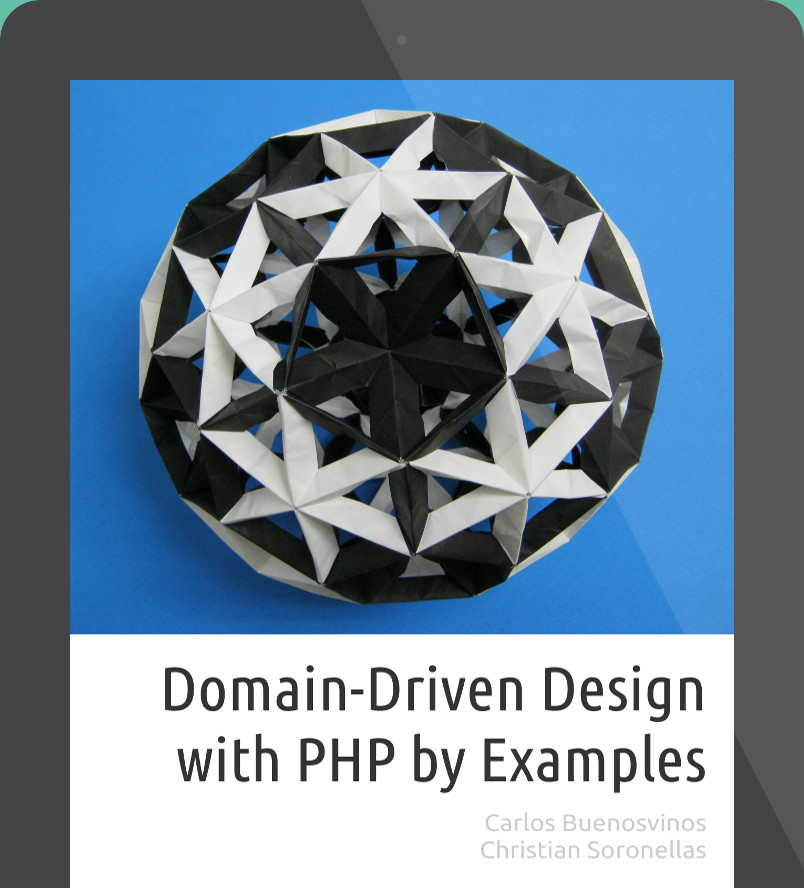 Domain-Driven Design
with PHP by Examples
Carlos Buenosvinos
Christian Soronellas